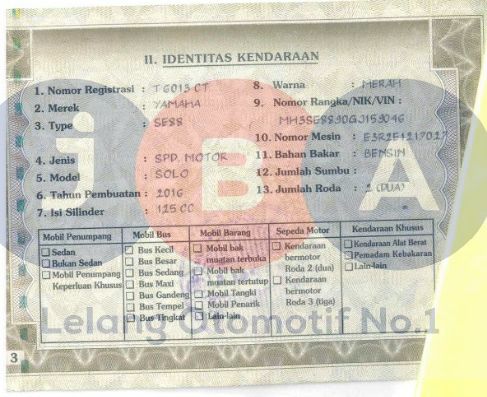 II. IDENTITAS KENDARAAN
1. Nomor Registrasi : T 6013 CT
2. Merek : YAMAHA
3. Type : SE88
4. Jenis : SPD. MOTOR
5. Model : SOLO
6. Tahun Pembuatan : 2016
7. Isi Silinder : 125 CC
8. Warna : MERAH
9. Nomor Rangka/NIK/VIN :
MH3SE8890GJ159046
10. Nomor Mesin : E3R2E1217027
11. Bahan Bakar : BENSIN
12. Jumlah Sumbu :
13. Jumlah Roda : 2 (DUA)
Mobil Penumpang
Sedan
Bukan Sedan
Mobil Penumpang
Keperluan Khusus
Mobil Bus
Bus Kecil
Bus Besar
Bus Sedang
Bus Maxi
Bus Gandeng
Bus Tempel
Bus Tingkat
Mobil Barang
Mobil bak
muatan terbuka
Mobil bak
muatan tertutup
Mobil Tangki
Mobil Penarik
Lain-lain
Sepeda Motor
Kendaraan
bermotor
Roda 2 (dua)
Kendaraan
bermotor
Roda 3 (tiga)
Kendaraan Khusus
Kendaraan Alat Berat
Pemadam Kebakaran
Lain-lain
iBA
Lelang Otomotif No.1
3